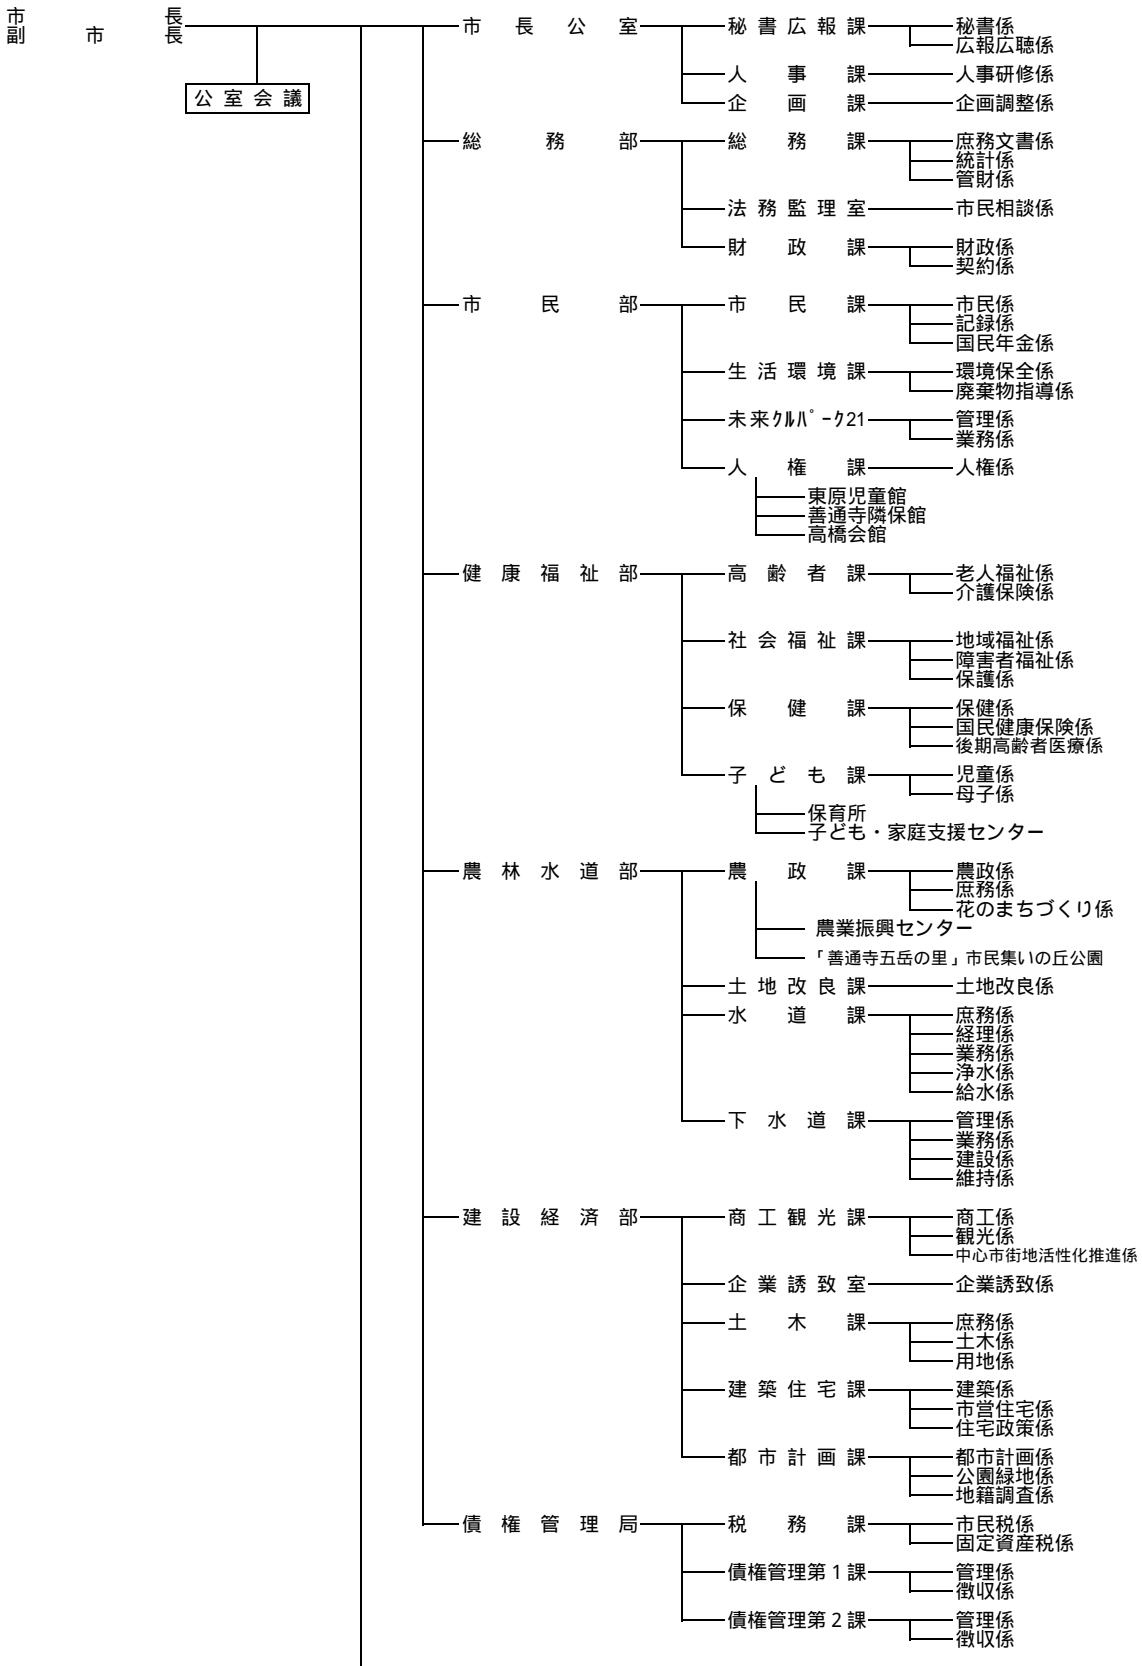 市長 市長公室 秘書広報課 秘書係
副市長
広報広聴係
人事課 人事研修係
公室会議 企画課 企画調整係
総務部 総務課 庶務文書係
統計係
管財係
法務監理室 市民相談係
財政課 財政係
契約係
市民部 市民課 市民係
記録係
国民年金係
生活環境課 環境保全係
廃棄物指導係
未来ｸﾙﾊﾟｰｸ21 管理係
業務係
人権課 人権係
東原児童館
善通寺隣保館
高橋会館
健康福祉部 高齢者課 老人福祉係
介護保険係
社会福祉課 地域福祉係
障害者福祉係
保護係
保健課 保健係
国民健康保険係
後期高齢者医療係
子ども課 児童係
母子係
保育所
子ども・家庭支援センター
農林水道部 農政課 農政係
庶務係
花のまちづくり係
農業振興センター
「善通寺五岳の里」市民集いの丘公園
土地改良課 土地改良係
水道課 庶務係
経理係
業務係
浄水係
給水係
下水道課 管理係
業務係
建設係
維持係
建設経済部 商工観光課 商工係
観光係
中心市街地活性化推進係
企業誘致室 企業誘致係
土木課 庶務係
土木係
用地係
建築住宅課 建築係
市営住宅係
住宅政策係
都市計画課 都市計画係
公園緑地係
地籍調査係
債権管理局 税務課 市民税係
固定資産税係
債権管理第1課 管理係
徴収係
債権管理第2課 管理係
徴収係